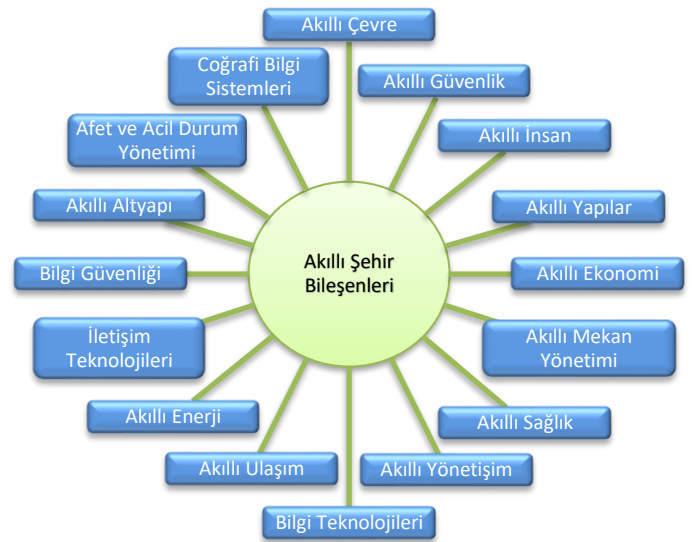 Akıllı Çevre
Coğrafi Bilgi
Sistemleri
Akıllı Güvenlik
Afet ve Acil Durum
Yönetimi
Akıllı İnsan
Akıllı Altyapı
Akıllı Yapılar
Akıllı Şehir
Bileşenleri
Bilgi Güvenliği
Akıllı Ekonomi
İletişim
Teknolojileri
Akıllı Mekan
Yönetimi
Akıllı Enerji
Akıllı Sağlık
Akıllı Ulaşım
Akıllı Yönetişim
Bilgi Teknolojileri